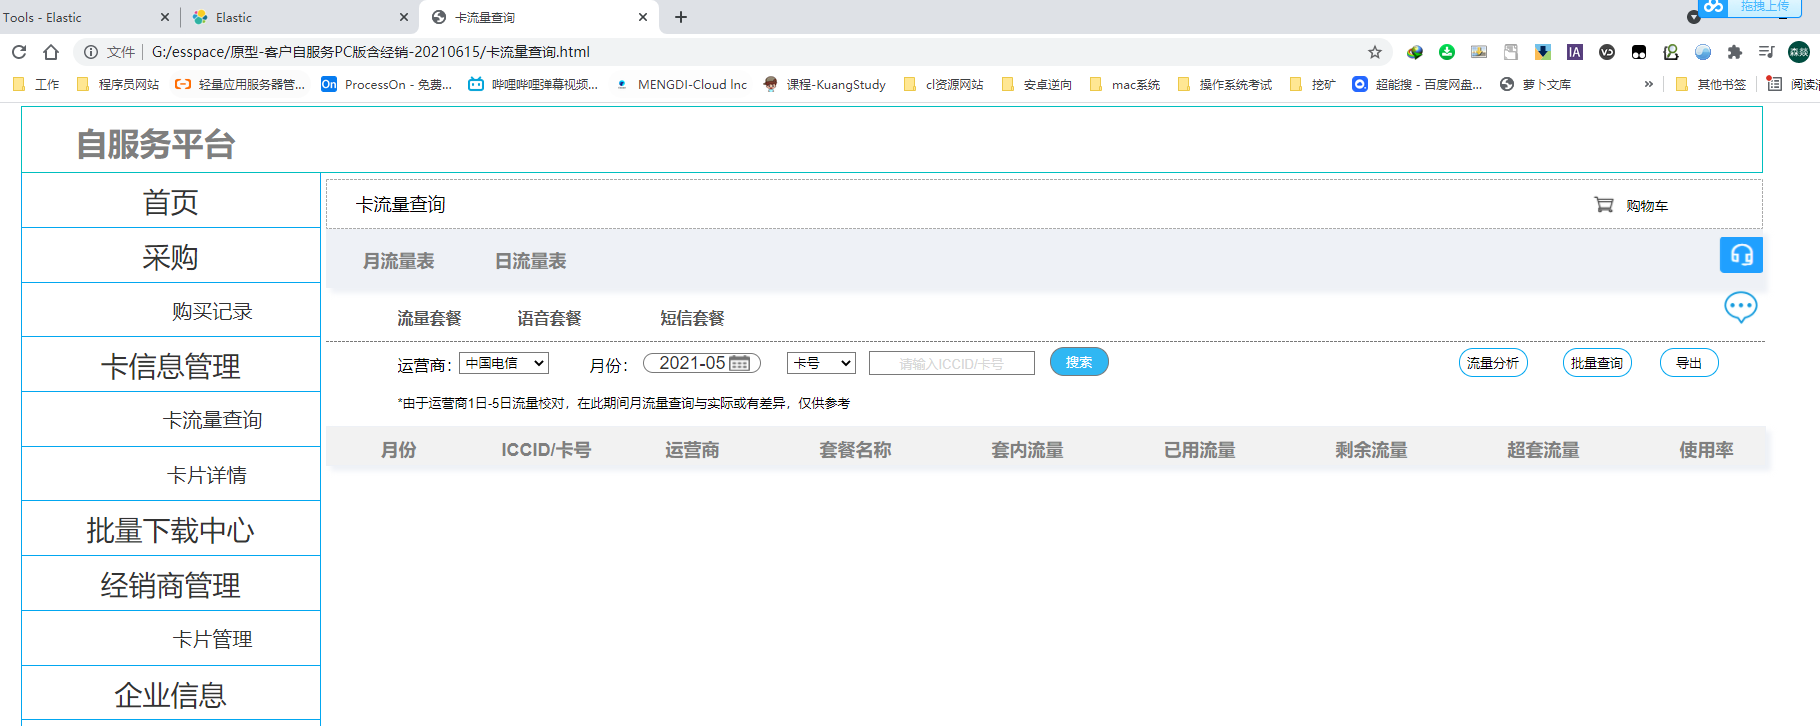 Tools - Elastic
Elastic
卡流量查询
拖拽上传
文件 G:/esspace/原型-客户自服务PC版含经销-20210615/卡流量查询.html
IA
森燚
工作 程序员网站 轻量应用服务器管... On ProcessOn - 免费... 哔哩哔哩弹幕视频... MENGDI-Cloud Inc 课程-KuangStudy cl资源网站 安卓逆向 mac系统 操作系统考试 挖矿 超能搜 - 百度网盘... 萝卜文库 » 其他书签 阅读
自服务平台
首页
采购
购买记录
卡信息管理
卡流量查询
卡片详情
批量下载中心
经销商管理
卡片管理
企业信息
卡流量查询 购物车
月流量表 日流量表
流量套餐 语音套餐 短信套餐
运营商: 中国电信 月份: 2021-05 卡号 请输入ICCID/卡号 搜索 流量分析 批量查询 导出
*由于运营商1日-5日流量校对，在此期间月流量查询与实际或有差异，仅供参考
月份 ICCID/卡号 运营商 套餐名称 套内流量 已用流量 剩余流量 超套流量 使用率